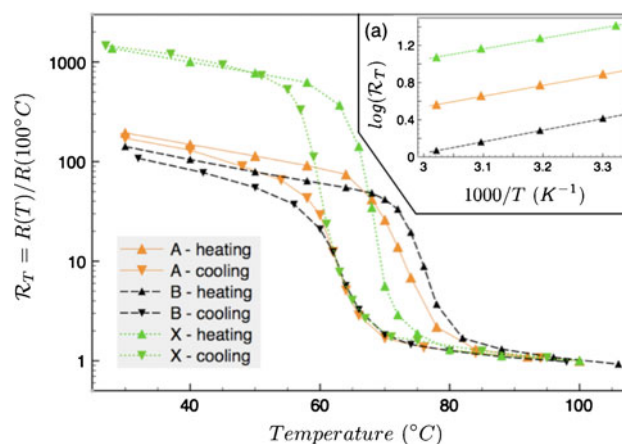 (a)
1.2
0.8
0.4
0
log(R_T)
3
3.1
3.2
3.3
1000/T (K⁻¹)
1000
100
10
1
R_T = R(T)/R(100°C)
A - heating
A - cooling
B - heating
B - cooling
X - heating
X - cooling
40
60
80
100
Temperature (°C)